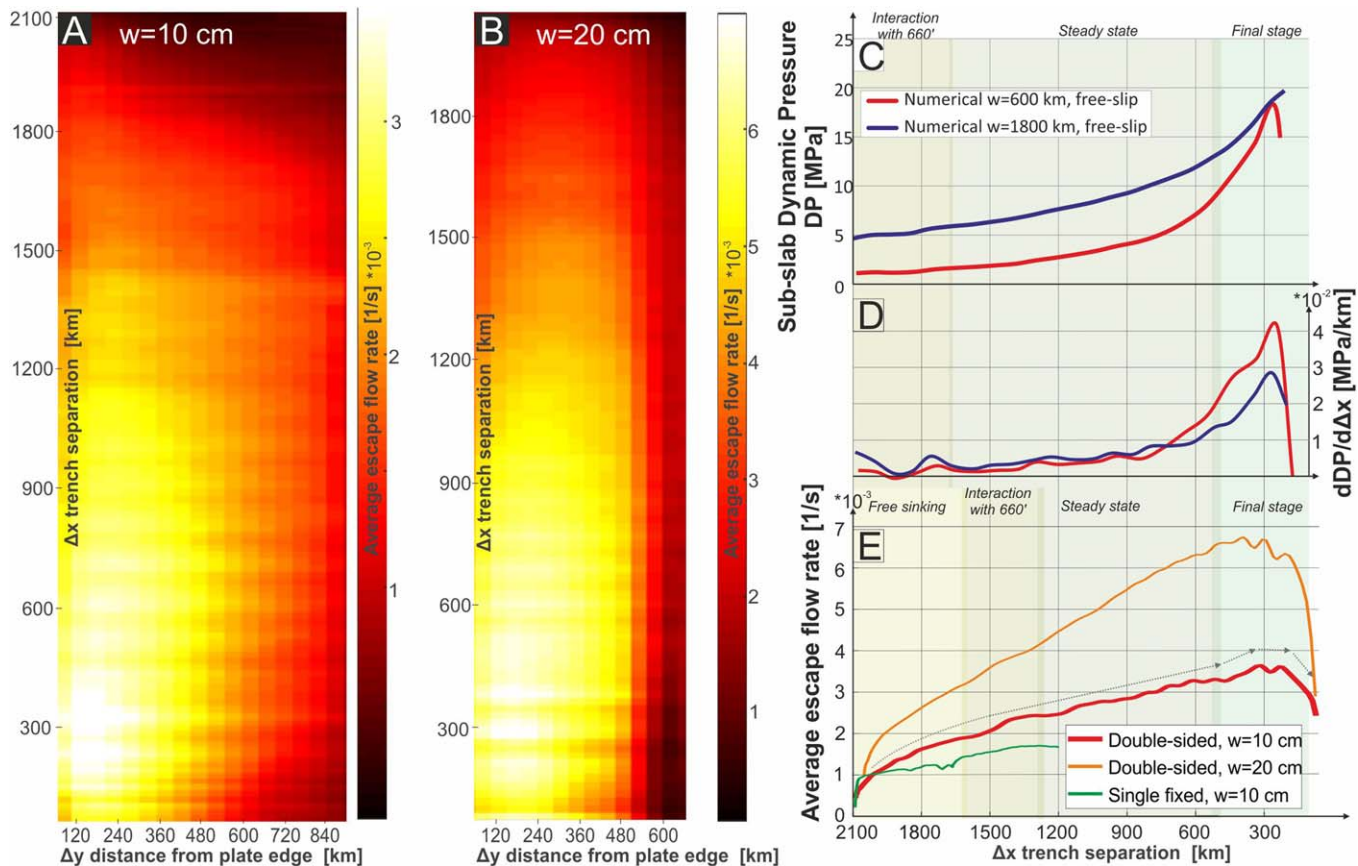 A
w=10 cm
2100
1800
1500
1200
900
600
300
Δx trench separation [km]
120 240 360 480 600 720 840
Δy distance from plate edge [km]
3
2
1
Average escape flow rate [1/s] *10⁻³
B
w=20 cm
1800
1500
1200
900
600
300
Δx trench separation [km]
120 240 360 480 600
Δy distance from plate edge [km]
6
5
4
3
2
1
Average escape flow rate [1/s] *10⁻³
Interaction
with 660'
Steady state
Final stage
C
25
20
15
10
5
0
Sub-slab Dynamic Pressure
DP [MPa]
Numerical w=600 km, free-slip
Numerical w=1800 km, free-slip
D
*10⁻²
4
3
2
1
dDP/dΔx [MPa/km]
*10⁻³
Free sinking
Interaction
with 660'
Steady state
Final stage
E
7
6
5
4
3
2
1
0
Average escape flow rate [1/s]
Double-sided, w=10 cm
Double-sided, w=20 cm
Single fixed, w=10 cm
2100 1800 1500 1200 900 600 300
Δx trench separation [km]